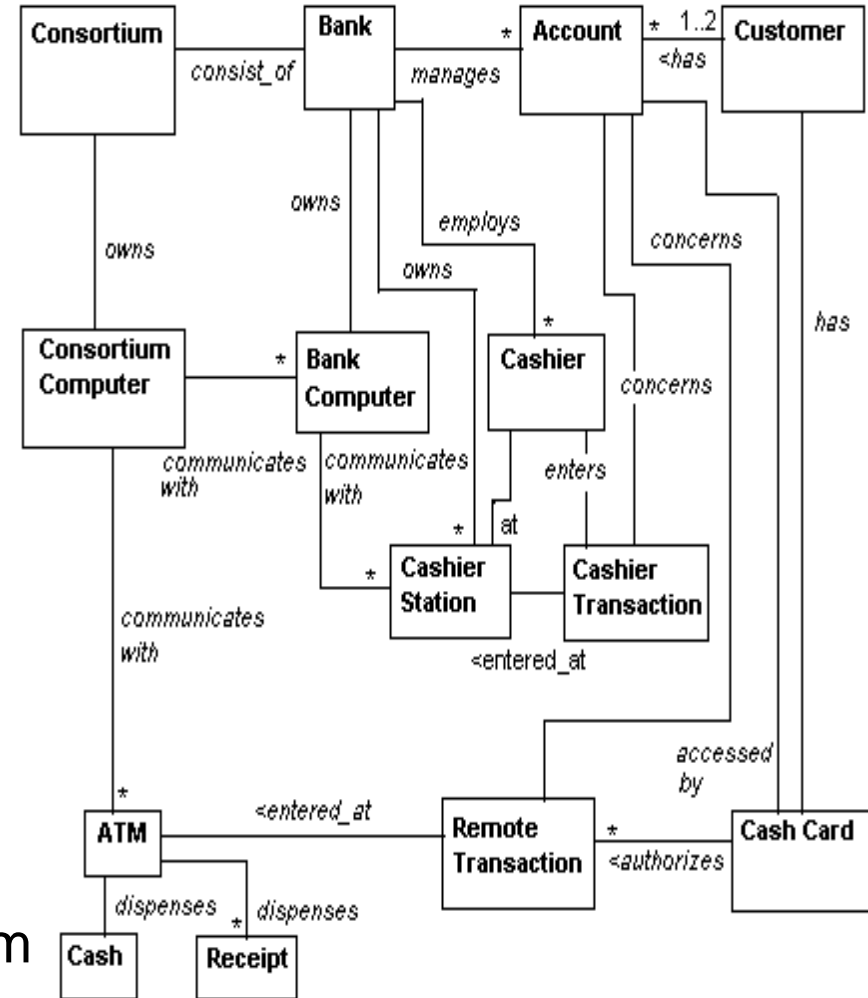 Consortium
Bank
Account
Customer
consist_of
manages
*
*
1..2
<has
owns
owns
employs
owns
concerns
has
Consortium
Computer
*
Bank
Computer
*
Cashier
concerns
communicates
with
communicates
with
enters
*
at
*
Cashier
Station
Cashier
Transaction
<entered_at
communicates
with
accessed
by
*
ATM
<entered_at
Remote
Transaction
*
<authorizes
Cash Card
dispenses
*
dispenses
m
Cash
Receipt